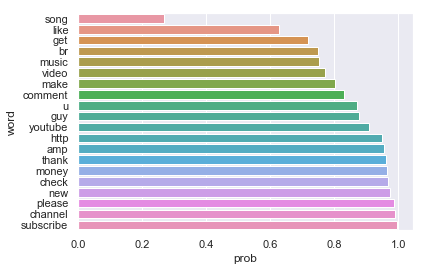 song
like
get
br
music
video
make
comment
u
guy
youtube
http
amp
thank
money
check
new
please
channel
subscribe
word
0.0 0.2 0.4 0.6 0.8 1.0
prob